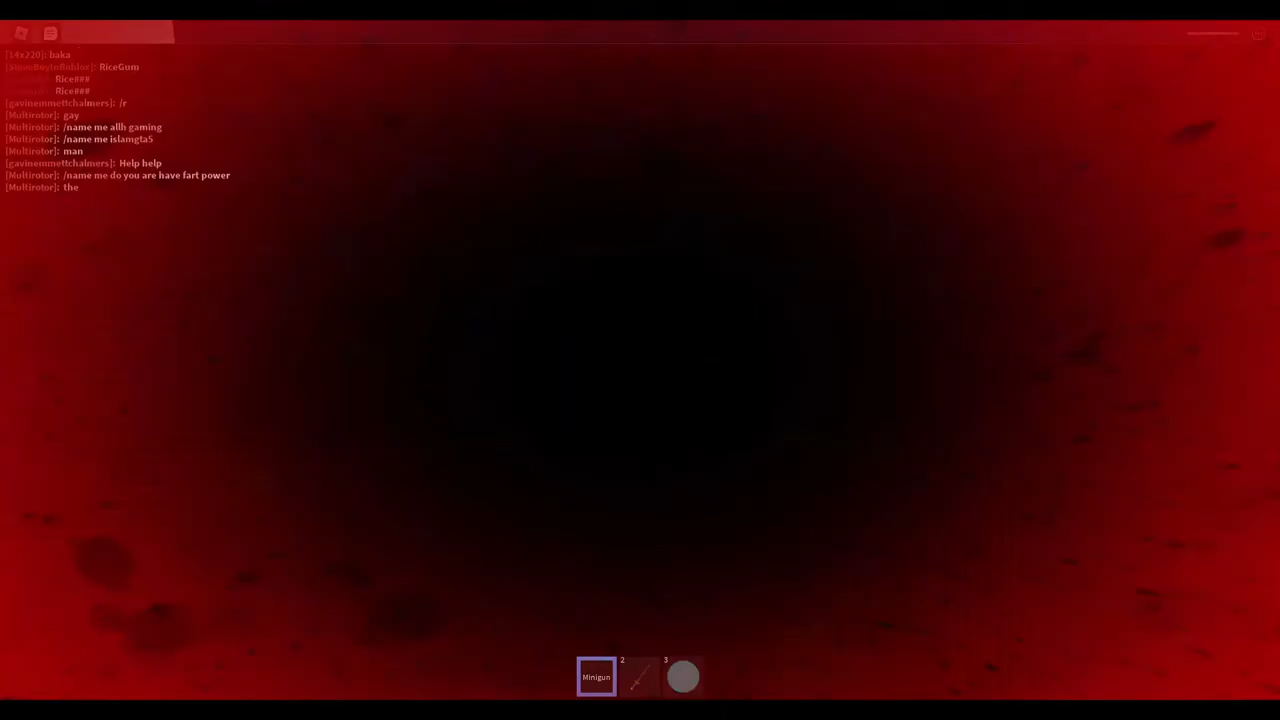 [14x220]: baka
RiceGum
Rice###
Rice###
[gavinemmettchalmers]: /r
[Multirotor]: gay
[Multirotor]: /name me allh gaming
[Multirotor]: /name me islamgta5
[Multirotor]: man
[gavinemmettchalmers]: Help help
[Multirotor]: /name me do you are have fart power
[Multirotor]: the
Minigun
2
3